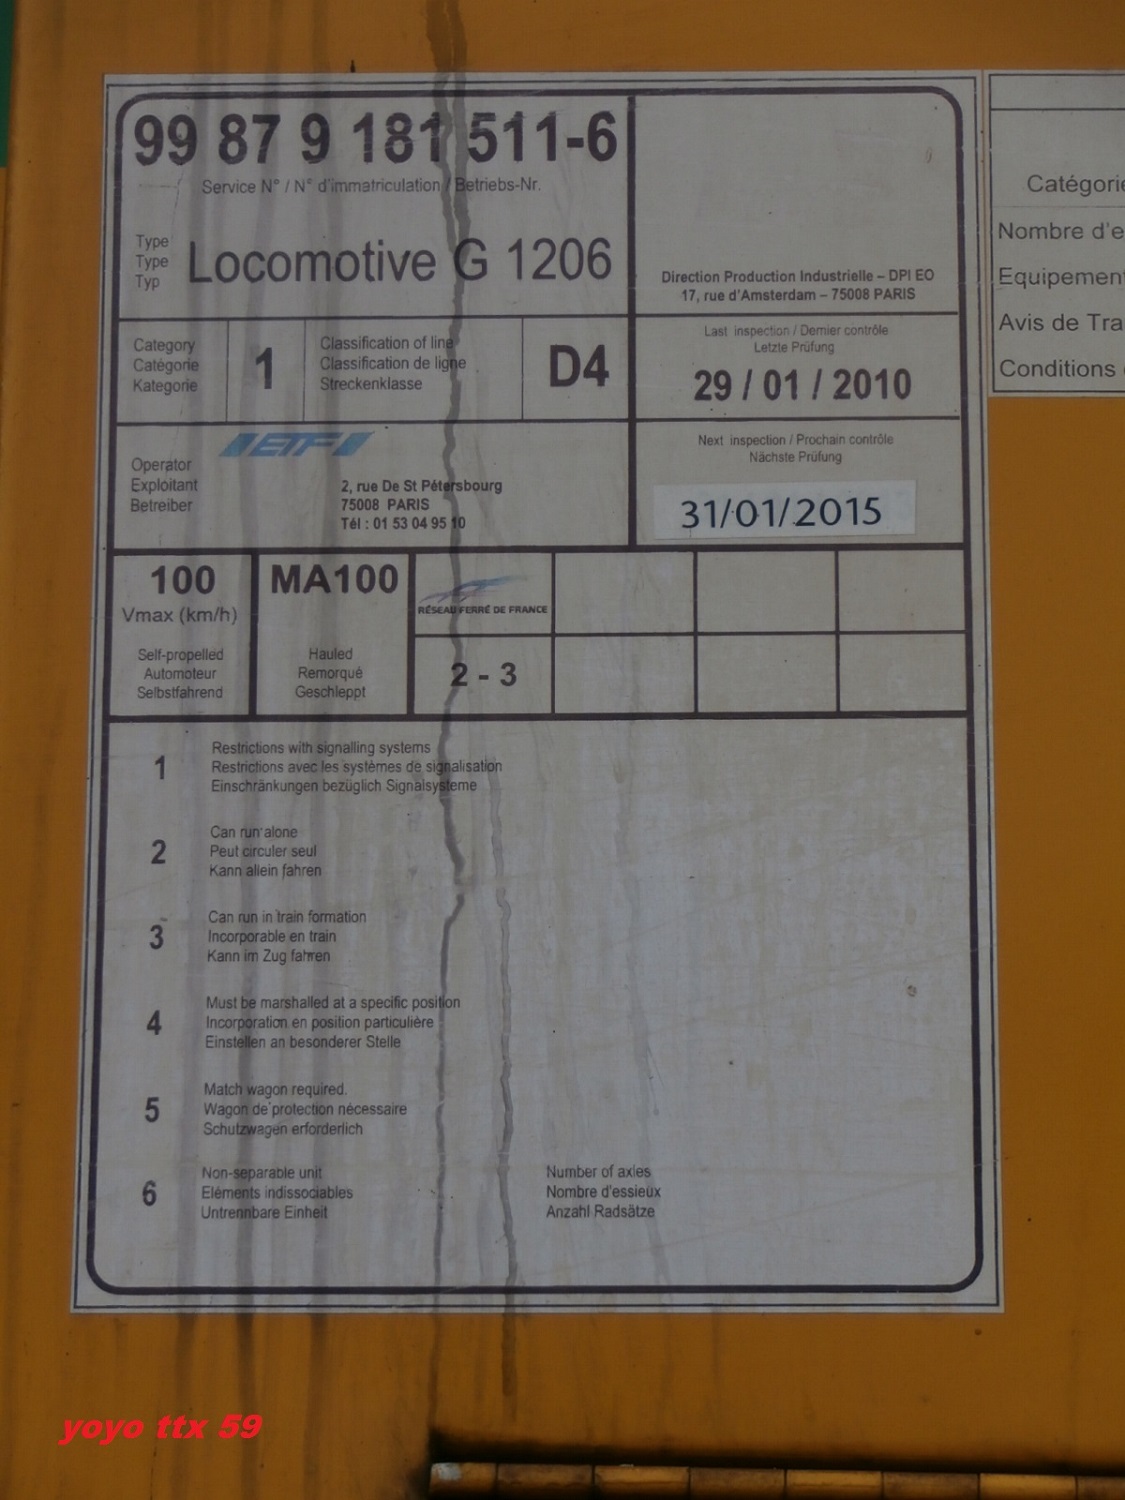 99 87 9 181 511-6
Service N° / N° d'immatriculation / Betriebs-Nr.
Type
Type
Typ
Locomotive G 1206
Direction Production Industrielle – DPI EO
17, rue d'Amsterdam – 75008 PARIS
Category
Catégorie
Kategorie
1
Classification of line
Classification de ligne
Streckenklasse
D4
Last inspection / Dernier contrôle
Letzte Prüfung
29 / 01 / 2010
ETF
Operator
Exploitant
Betreiber
2, rue De St Pétersbourg
75008 PARIS
Tél : 01 53 04 95 10
Next inspection / Prochain contrôle
Nächste Prüfung
31/01/2015
100
Vmax (km/h)
Self-propelled
Automoteur
Selbstfahrend
MA100
Hauled
Remorqué
Geschleppt
RÉSEAU FERRÉ DE FRANCE
2 - 3
1
Restrictions with signalling systems
Restrictions avec les systèmes de signalisation
Einschränkungen bezüglich Signalsysteme
2
Can run alone
Peut circuler seul
Kann allein fahren
3
Can run in train formation
Incorporable en train
Kann im Zug fahren
4
Must be marshalled at a specific position
Incorporation en position particulière
Einstellen an besonderer Stelle
5
Match wagon required.
Wagon de protection nécessaire
Schutzwagen erforderlich
6
Non-separable unit
Eléments indissociables
Untrennbare Einheit
Number of axles
Nombre d'essieux
Anzahl Radsätze
Catégorie
Nombre d'e
Equipement
Avis de Tra
Conditions
yoyo ttx 59